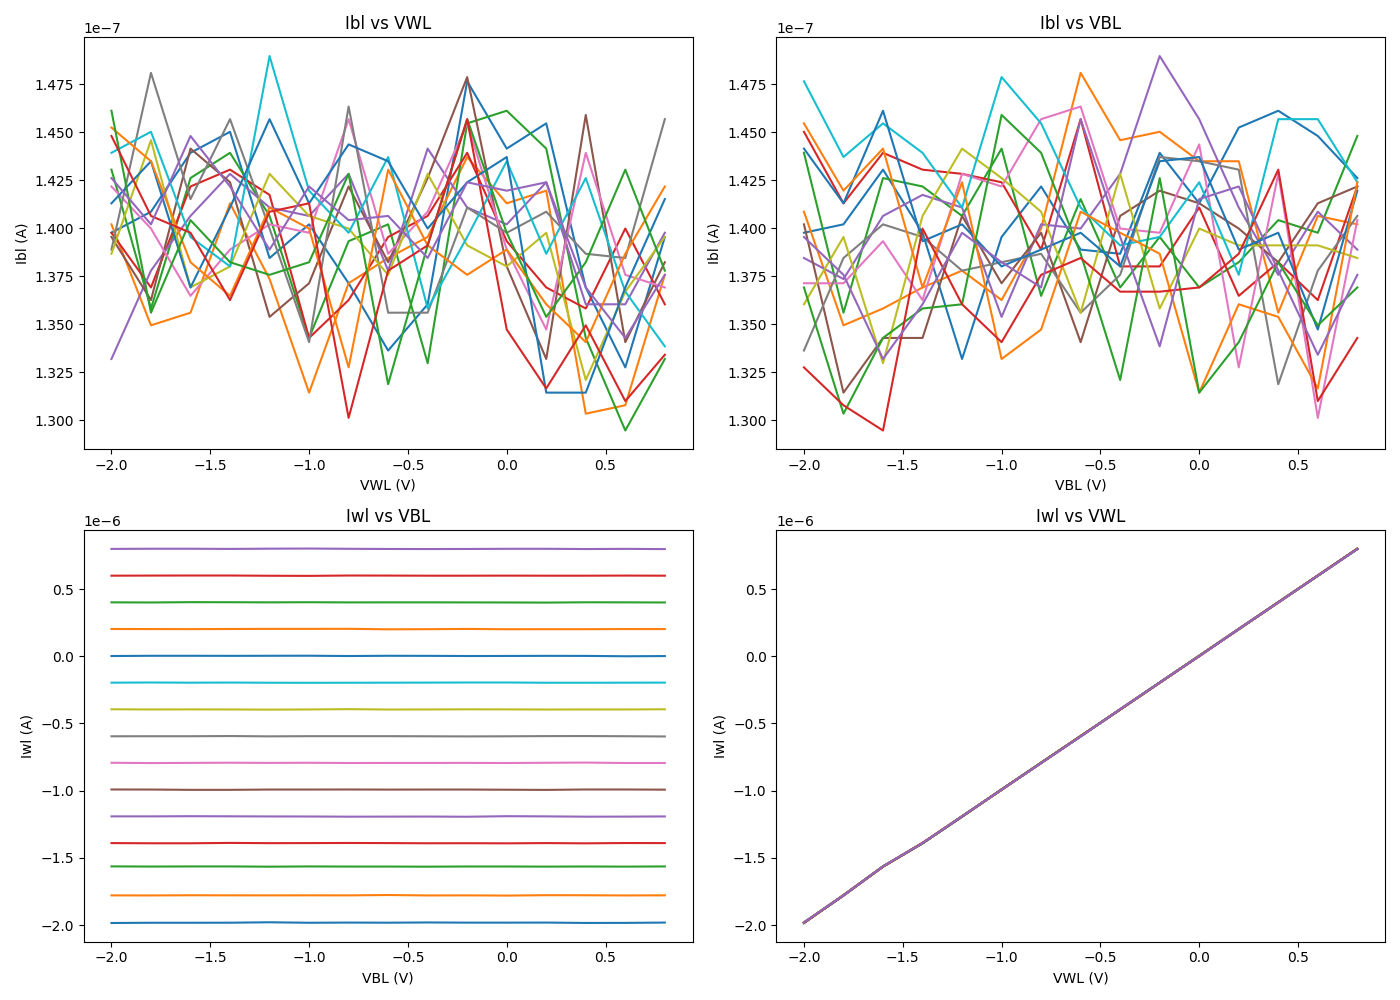 Ibl vs VWL
1e−7
1.475
1.450
1.425
1.400
1.375
1.350
1.325
1.300
Ibl (A)
−2.0 −1.5 −1.0 −0.5 0.0 0.5
VWL (V)
Ibl vs VBL
1e−7
1.475
1.450
1.425
1.400
1.375
1.350
1.325
1.300
Ibl (A)
−2.0 −1.5 −1.0 −0.5 0.0 0.5
VBL (V)
Iwl vs VBL
1e−6
0.5
0.0
−0.5
−1.0
−1.5
−2.0
Iwl (A)
−2.0 −1.5 −1.0 −0.5 0.0 0.5
VBL (V)
Iwl vs VWL
1e−6
0.5
0.0
−0.5
−1.0
−1.5
−2.0
Iwl (A)
−2.0 −1.5 −1.0 −0.5 0.0 0.5
VWL (V)